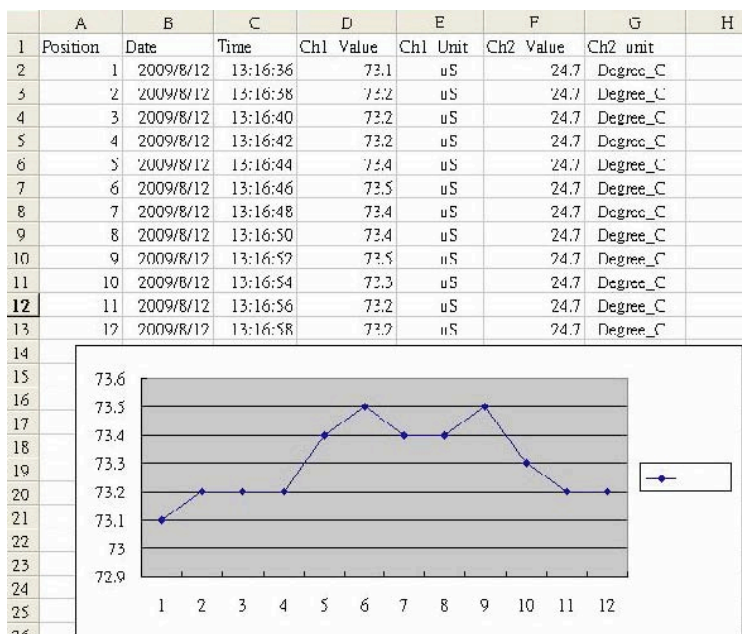 A B C D E F G H
1 Position Date Time Ch1_Value Ch1_Unit Ch2_Value Ch2_unit
2 1 2009/8/12 13:16:36 73.1 uS 24.7 Degree_C
3 2 2009/8/12 13:16:38 73.2 uS 24.7 Degree_C
4 3 2009/8/12 13:16:40 73.2 uS 24.7 Degree_C
5 4 2009/8/12 13:16:42 73.2 uS 24.7 Degree_C
6 5 2009/8/12 13:16:44 73.4 uS 24.7 Degree_C
7 6 2009/8/12 13:16:46 73.5 uS 24.7 Degree_C
8 7 2009/8/12 13:16:48 73.4 uS 24.7 Degree_C
9 8 2009/8/12 13:16:50 73.4 uS 24.7 Degree_C
10 9 2009/8/12 13:16:52 73.5 uS 24.7 Degree_C
11 10 2009/8/12 13:16:54 73.3 uS 24.7 Degree_C
12 11 2009/8/12 13:16:56 73.2 uS 24.7 Degree_C
13 12 2009/8/12 13:16:58 73.2 uS 24.7 Degree_C
14
15
16
17
18
19
20
21
22
23
24
25
26
73.6
73.5
73.4
73.3
73.2
73.1
73
72.9
1 2 3 4 5 6 7 8 9 10 11 12